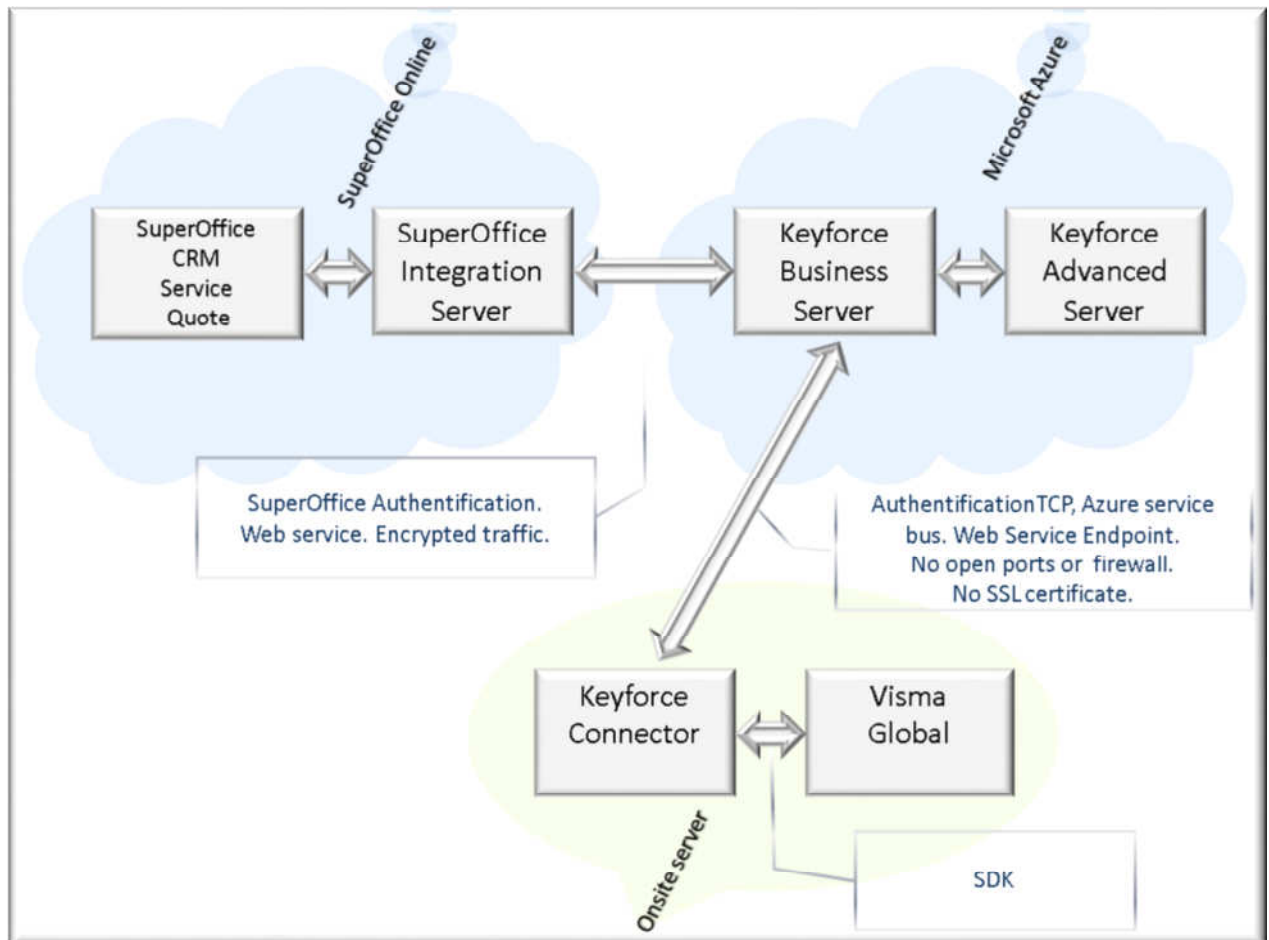 SuperOffice Online
Microsoft Azure
SuperOffice
CRM
Service
Quote
SuperOffice
Integration
Server
Keyforce
Business
Server
Keyforce
Advanced
Server
SuperOffice Authentification.
Web service. Encrypted traffic.
AuthentificationTCP, Azure service
bus. Web Service Endpoint.
No open ports or firewall.
No SSL certificate.
Keyforce
Connector
Visma
Global
Onsite server
SDK